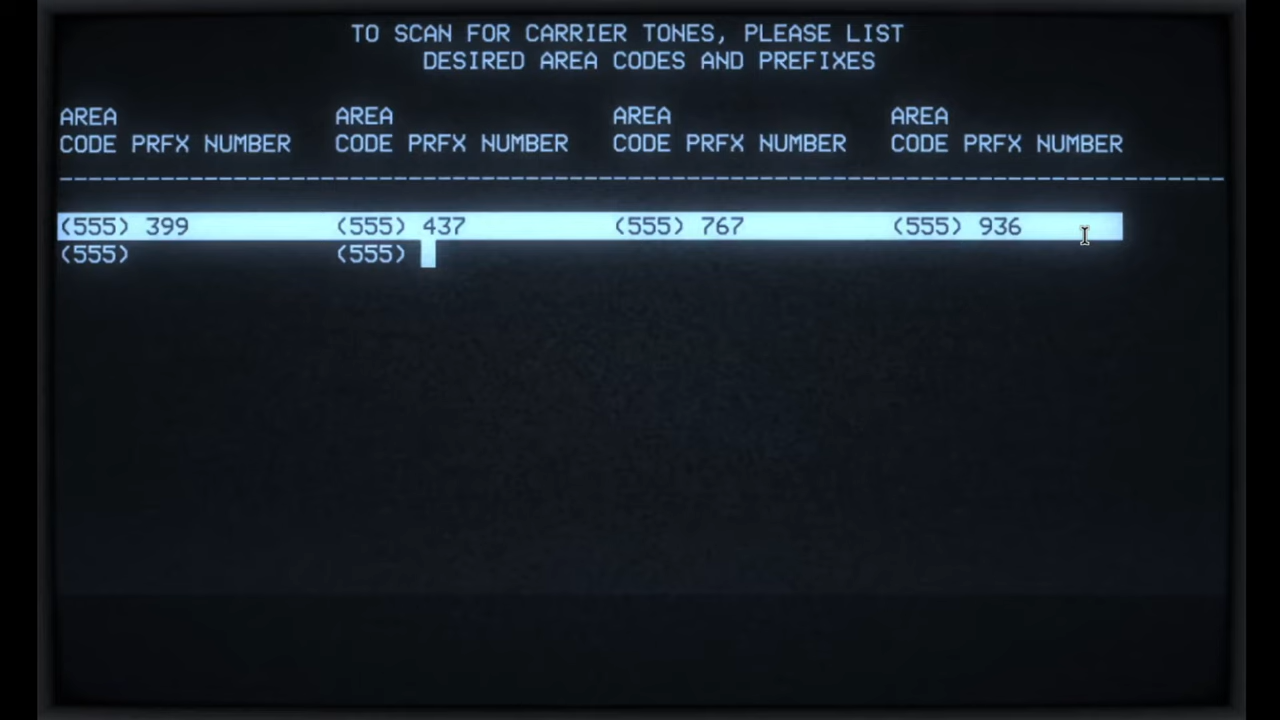 TO SCAN FOR CARRIER TONES, PLEASE LIST
DESIRED AREA CODES AND PREFIXES
AREA AREA AREA AREA
CODE PRFX NUMBER CODE PRFX NUMBER CODE PRFX NUMBER CODE PRFX NUMBER
(555) 399 (555) 437 (555) 767 (555) 936
(555) (555)